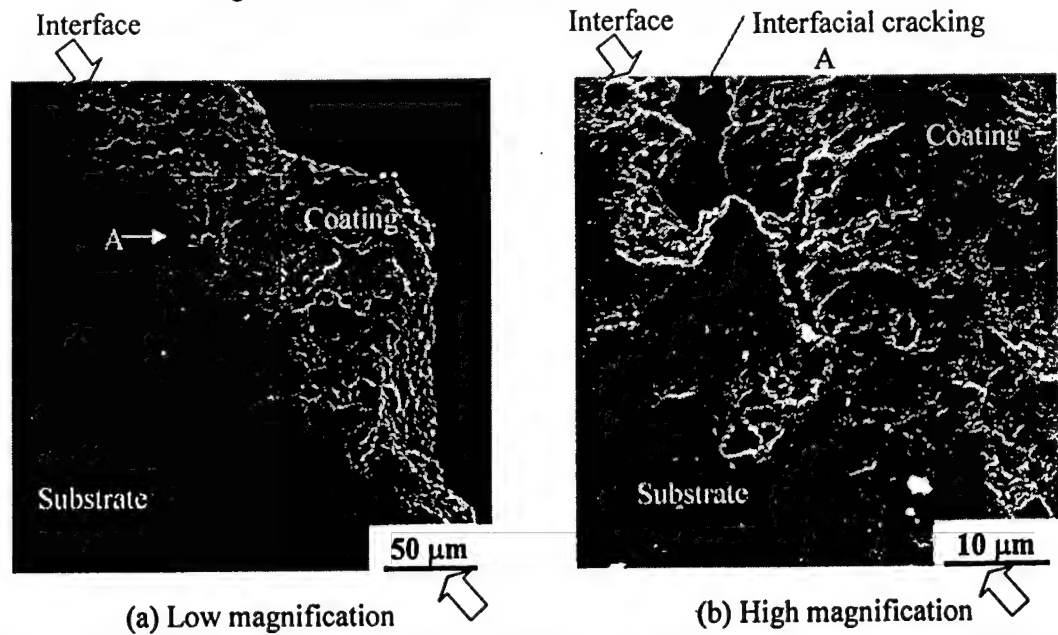 Interface
A
Coating
Substrate
50 μm
(a) Low magnification
Interface
Interfacial cracking
A
Coating
Substrate
10 μm
(b) High magnification